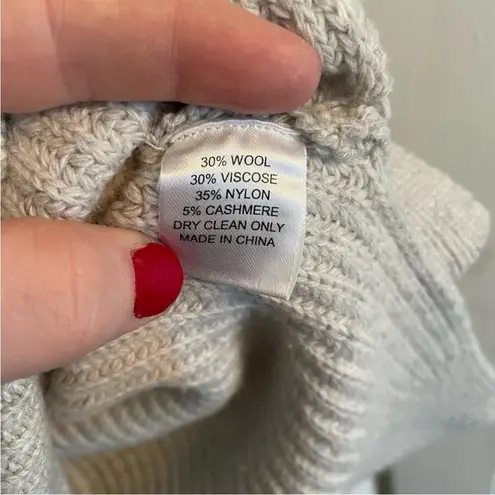 30% WOOL
30% VISCOSE
35% NYLON
5% CASHMERE
DRY CLEAN ONLY
MADE IN CHINA